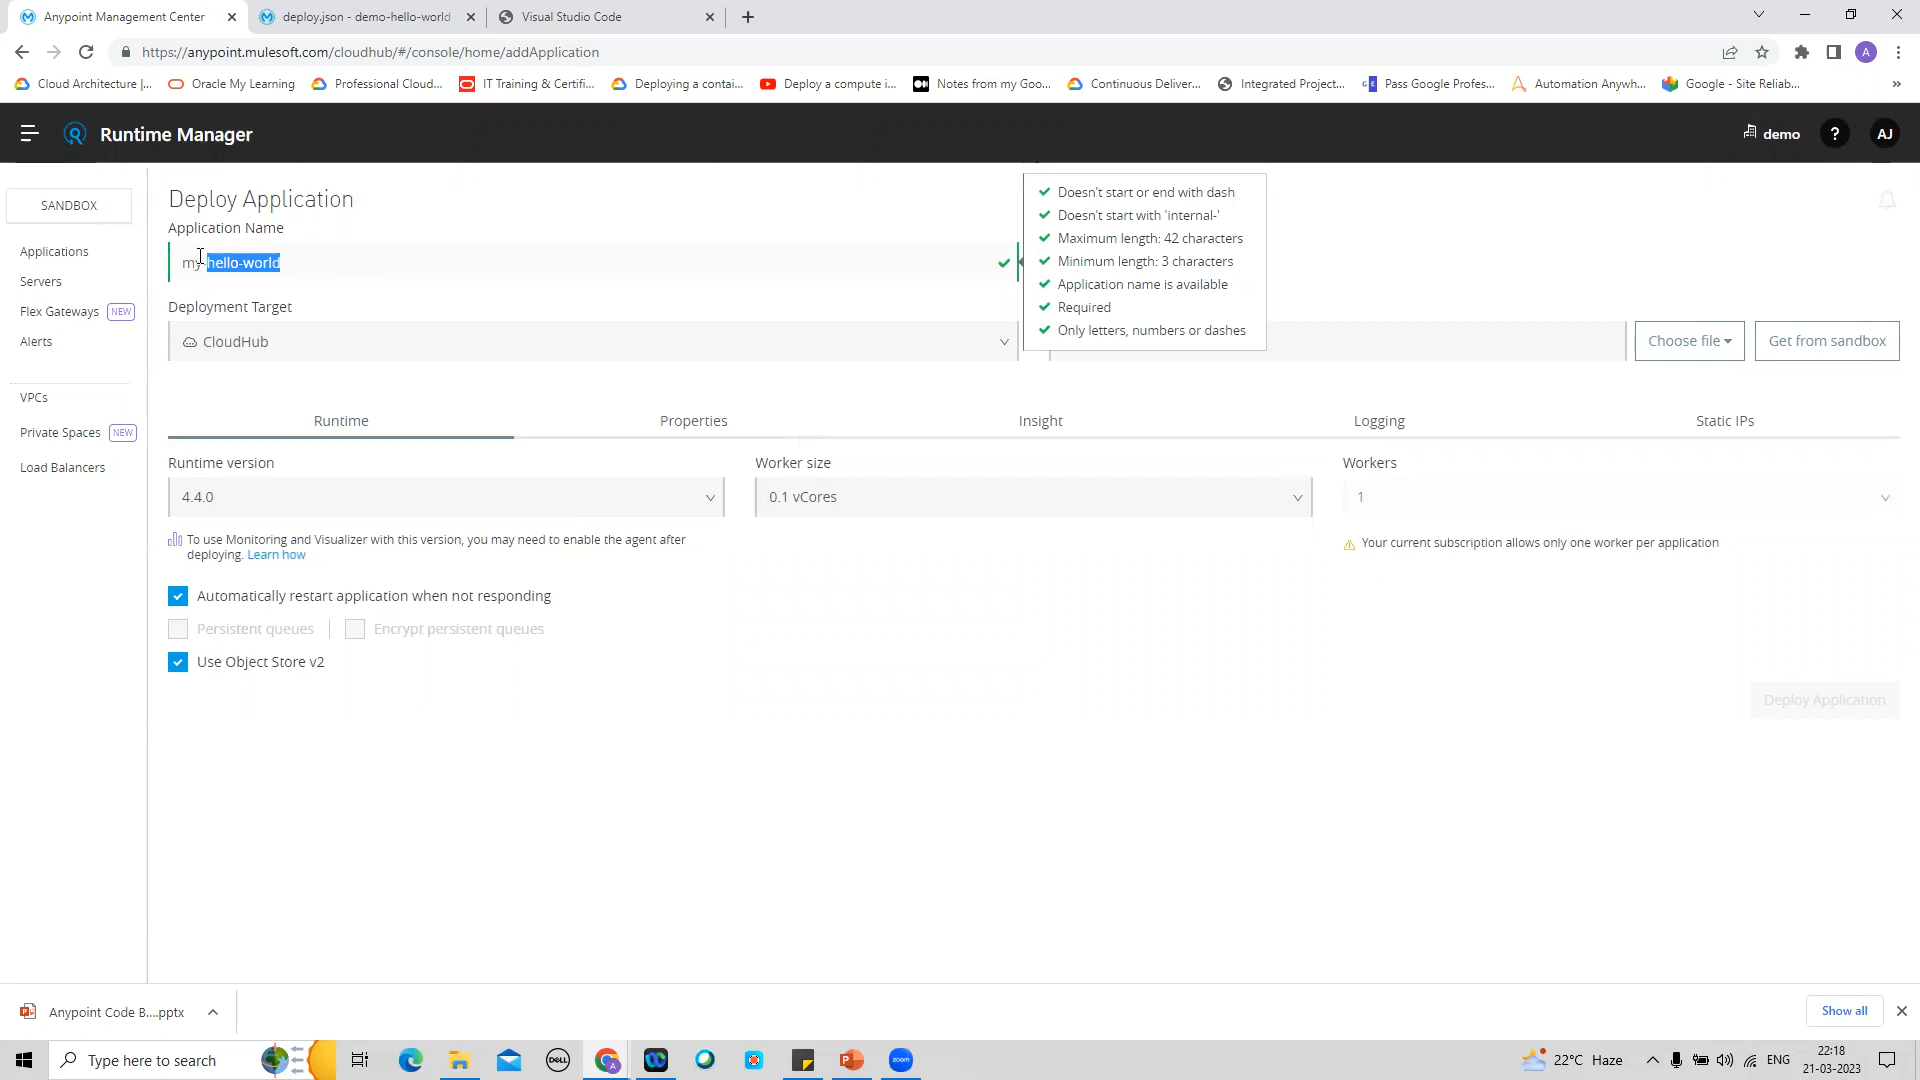 Anypoint Management Center
deploy.json - demo-hello-world
Visual Studio Code
https://anypoint.mulesoft.com/cloudhub/#/console/home/addApplication
A
Cloud Architecture |...
Oracle My Learning
Professional Cloud...
IT Training & Certifi...
Deploying a contai...
Deploy a compute i...
Notes from my Goo...
Continuous Deliver...
Integrated Project...
Pass Google Profes...
Automation Anywh...
Google - Site Reliab...
»
Runtime Manager
demo
?
AJ
SANDBOX
Applications
Servers
Flex Gateways NEW
Alerts
VPCs
Private Spaces NEW
Load Balancers
Deploy Application
Application Name
my-hello-world
Doesn't start or end with dash
Doesn't start with 'internal-'
Maximum length: 42 characters
Minimum length: 3 characters
Application name is available
Required
Only letters, numbers or dashes
Deployment Target
CloudHub
Choose file
Get from sandbox
Runtime
Properties
Insight
Logging
Static IPs
Runtime version
4.4.0
Worker size
0.1 vCores
Workers
1
To use Monitoring and Visualizer with this version, you may need to enable the agent after
deploying. Learn how
Your current subscription allows only one worker per application
Automatically restart application when not responding
Persistent queues
Encrypt persistent queues
Use Object Store v2
Deploy Application
Anypoint Code B....pptx
Show all
Type here to search
DELL
zoom
22°C Haze
ENG
22:18
21-03-2023